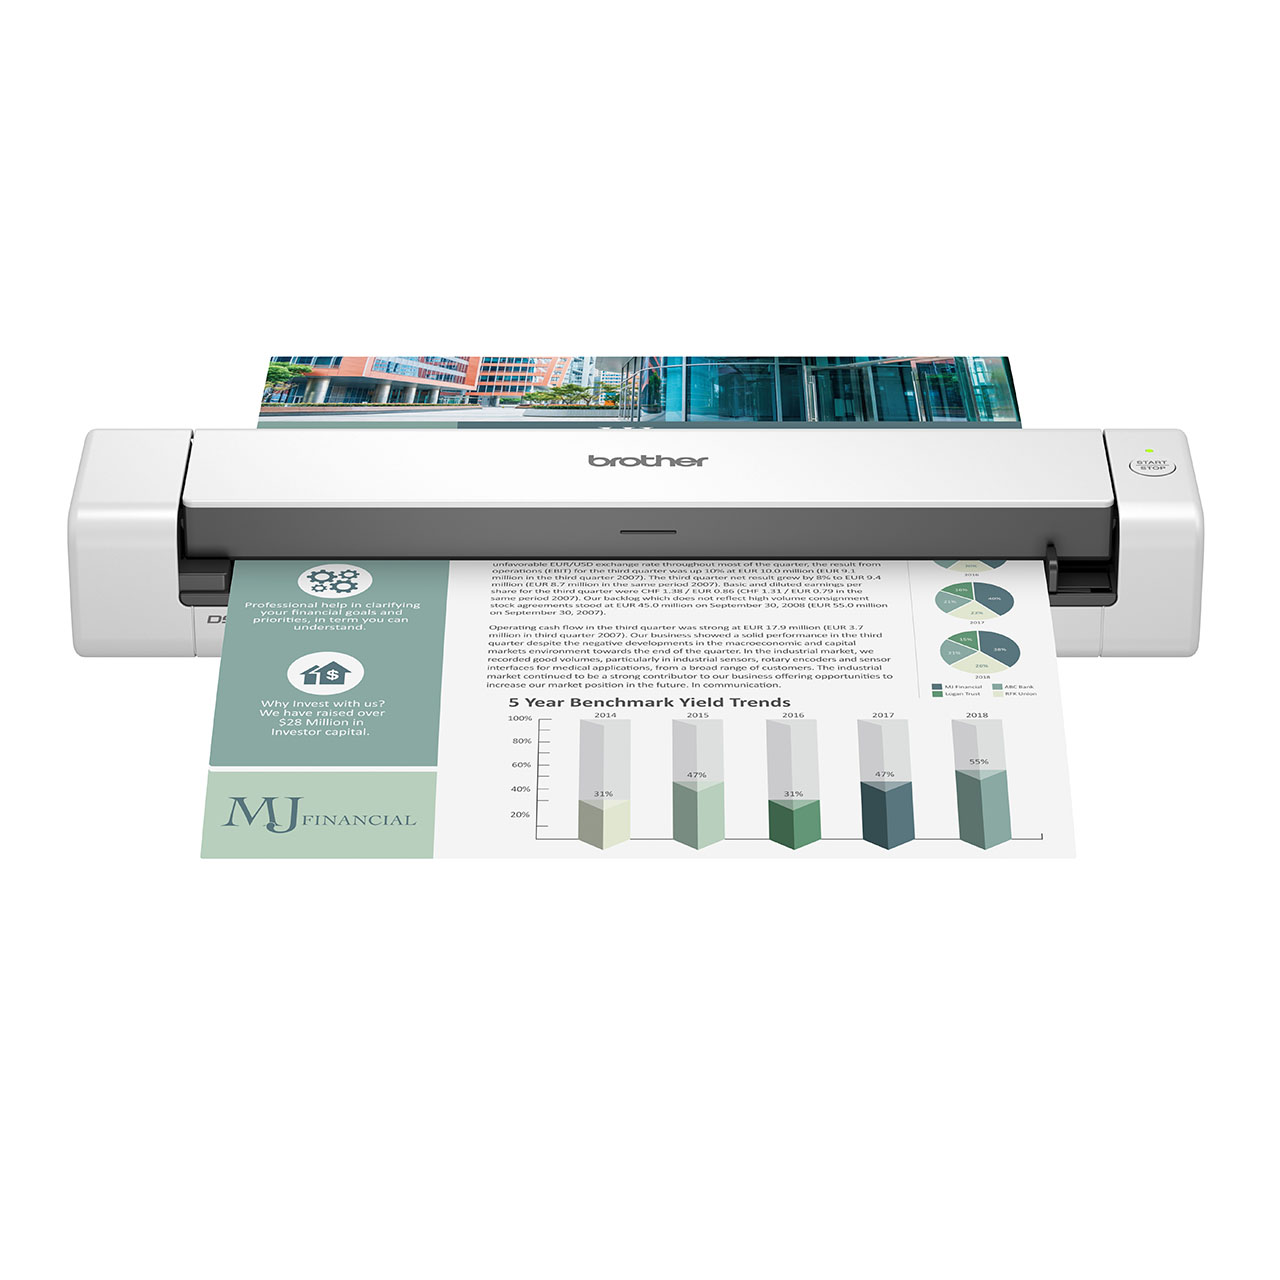 brother
START
STOP
DS
Professional help in clarifying
your financial goals and
priorities, in term you can
understand.
$
Why Invest with us?
We have raised over
$28 Million in
Investor capital.
MJ FINANCIAL
unfavorable EUR/USD exchange rate throughout most of the quarter, the result from
operations (EBIT) for the third quarter was up 10% at EUR 10.0 million (EUR 9.1
million in the third quarter 2007). The third quarter net result grew by 8% to EUR 9.4
million (EUR 8.7 million in the same period 2007). Basic and diluted earnings per
share for the third quarter were CHF 1.38 / EUR 0.86 (CHF 1.31 / EUR 0.79 in the
same period 2007). Our backlog which does not reflect high volume consignment
stock agreements stood at EUR 45.0 million on September 30, 2008 (EUR 55.0 million
on September 30, 2007).
Operating cash flow in the third quarter was strong at EUR 17.9 million (EUR 3.7
million in third quarter 2007). Our business showed a solid performance in the third
quarter despite the negative developments in the macroeconomic and capital
markets environment towards the end of the quarter. In the industrial market, we
recorded good volumes, particularly in industrial sensors, rotary encoders and sensor
interfaces for medical applications, from a broad range of customers. The industrial
market continued to be a strong contributor to our business offering opportunities to
increase our market position in the future. In communication.
20%
2016
16%
40%
21%
23%
2017
15%
38%
21%
26%
2018
MJ Financial ABC Bank
Logan Trust RFK Union
5 Year Benchmark Yield Trends
100% 2014 2015 2016 2017 2018
80%
60%
40%
20%
31% 47% 31% 47% 55%